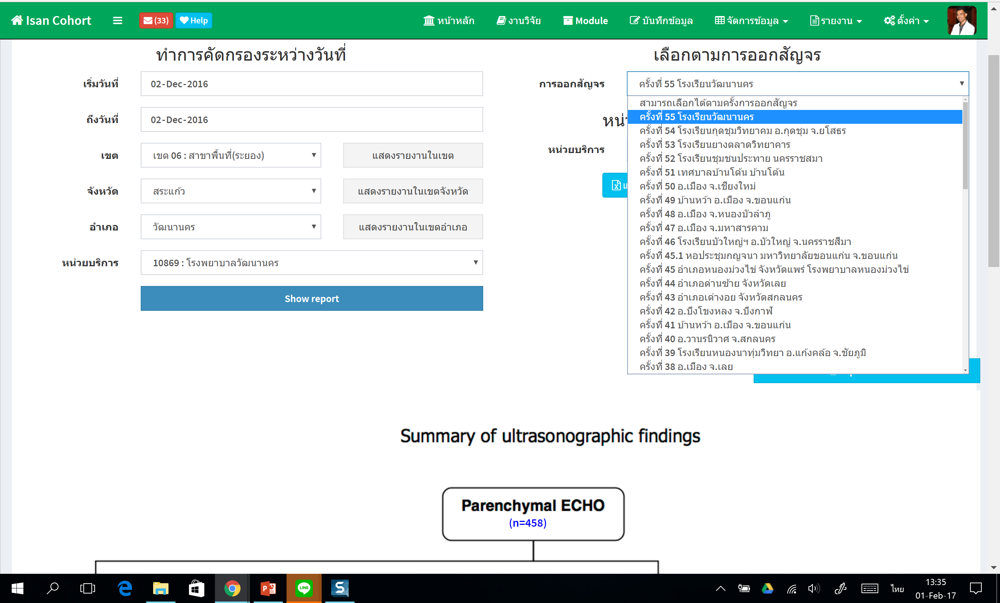 Isan Cohort (33) Help หน้าหลัก งานวิจัย Module บันทึกข้อมูล จัดการข้อมูล รายงาน ตั้งค่า
ทำการคัดกรองระหว่างวันที่
เริ่มวันที่ 02-Dec-2016
ถึงวันที่ 02-Dec-2016
เขต เขต 06 : สาขาพื้นที่(ระยอง) แสดงรายงานในเขต
จังหวัด สระแก้ว แสดงรายงานในเขตจังหวัด
อำเภอ วัฒนานคร แสดงรายงานในเขตอำเภอ
หน่วยบริการ 10869 : โรงพยาบาลวัฒนานคร
Show report
เลือกตามการออกสัญจร
การออกสัญจร ครั้งที่ 55 โรงเรียนวัฒนานคร
สามารถเลือกได้ตามครั้งการออกสัญจร
ครั้งที่ 55 โรงเรียนวัฒนานคร
ครั้งที่ 54 โรงเรียนกุดชุมวิทยาคม อ.กุดชุม จ.ยโสธร
ครั้งที่ 53 โรงเรียนยางตลาดวิทยาคาร
ครั้งที่ 52 โรงเรียนชุมชนประทาย นครราชสมา
ครั้งที่ 51 เทศบาลบ้านโต้น บ้านโต้น
ครั้งที่ 50 อ.เมือง จ.เชียงใหม่
ครั้งที่ 49 บ้านหว้า อ.เมือง จ.ขอนแก่น
ครั้งที่ 48 อ.เมือง จ.หนองบัวลำภู
ครั้งที่ 47 อ.เมือง จ.มหาสารคาม
ครั้งที่ 46 โรงเรียนบัวใหญ่ฯ อ.บัวใหญ่ จ.นครราชสีมา
ครั้งที่ 45.1 หอประชุมกญจนา มหาวิทยาลัยขอนแก่น จ.ขอนแก่น
ครั้งที่ 45 อำเภอหนองม่วงไข่ จังหวัดแพร่ โรงพยาบาลหนองม่วงไข่
ครั้งที่ 44 อำเภอด่านซ้าย จังหวัดเลย
ครั้งที่ 43 อำเภอเต่างอย จังหวัดสกลนคร
ครั่งที่ 42 อ.บึงโขงหลง จ.บึงกาฬ
ครั้งที่ 41 บ้านหว้า อ.เมือง จ.ขอนแก่น
ครั้งที่ 40 อ.วานรนิวาศ จ.สกลนคร
ครั้งที่ 39 โรงเรียนหนองนาทุ่มวิทยา อ.แก้งคล้อ จ.ชัยภูมิ
ครั้งที่ 38 อ.เมือง จ.เลย
หน่วยบริการ
Summary of ultrasonographic findings
Parenchymal ECHO
(n=458)
LINE ไทย 13:35
01-Feb-17